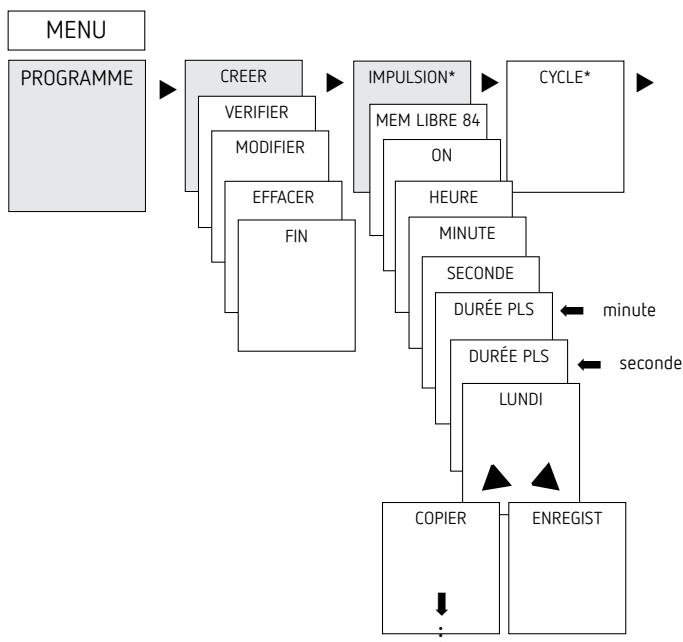 MENU
PROGRAMME
CREER
VERIFIER
MODIFIER
EFFACER
FIN
IMPULSION*
MEM LIBRE 84
ON
HEURE
MINUTE
SECONDE
DURÉE PLS
minute
DURÉE PLS
seconde
LUNDI
COPIER
ENREGIST
CYCLE*